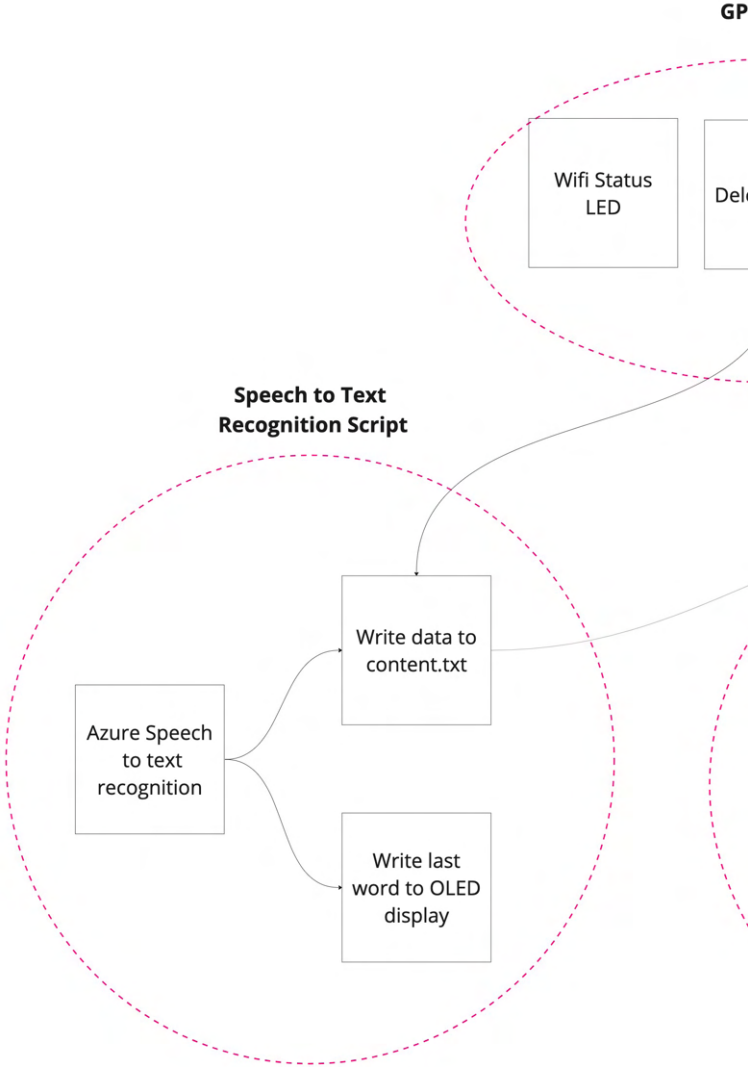 GP
Wifi Status
LED
Dele
Speech to Text
Recognition Script
Write data to
content.txt
Azure Speech
to text
recognition
Write last
word to OLED
display